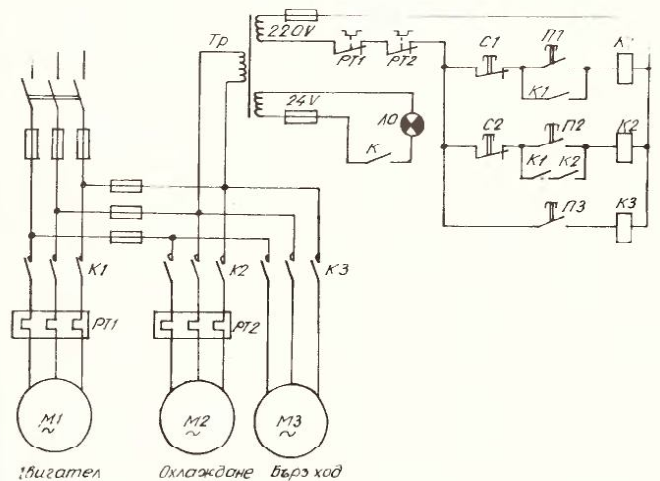 Тр
220V
РТ1
РТ2
С1
П1
К1
24V
ЛО
К
С2
П2
К2
К1
К2
П3
К3
К1
К2
К3
РТ1
РТ2
М1
~
М2
~
М3
~
Двигател
Охлаждане
Бърз ход